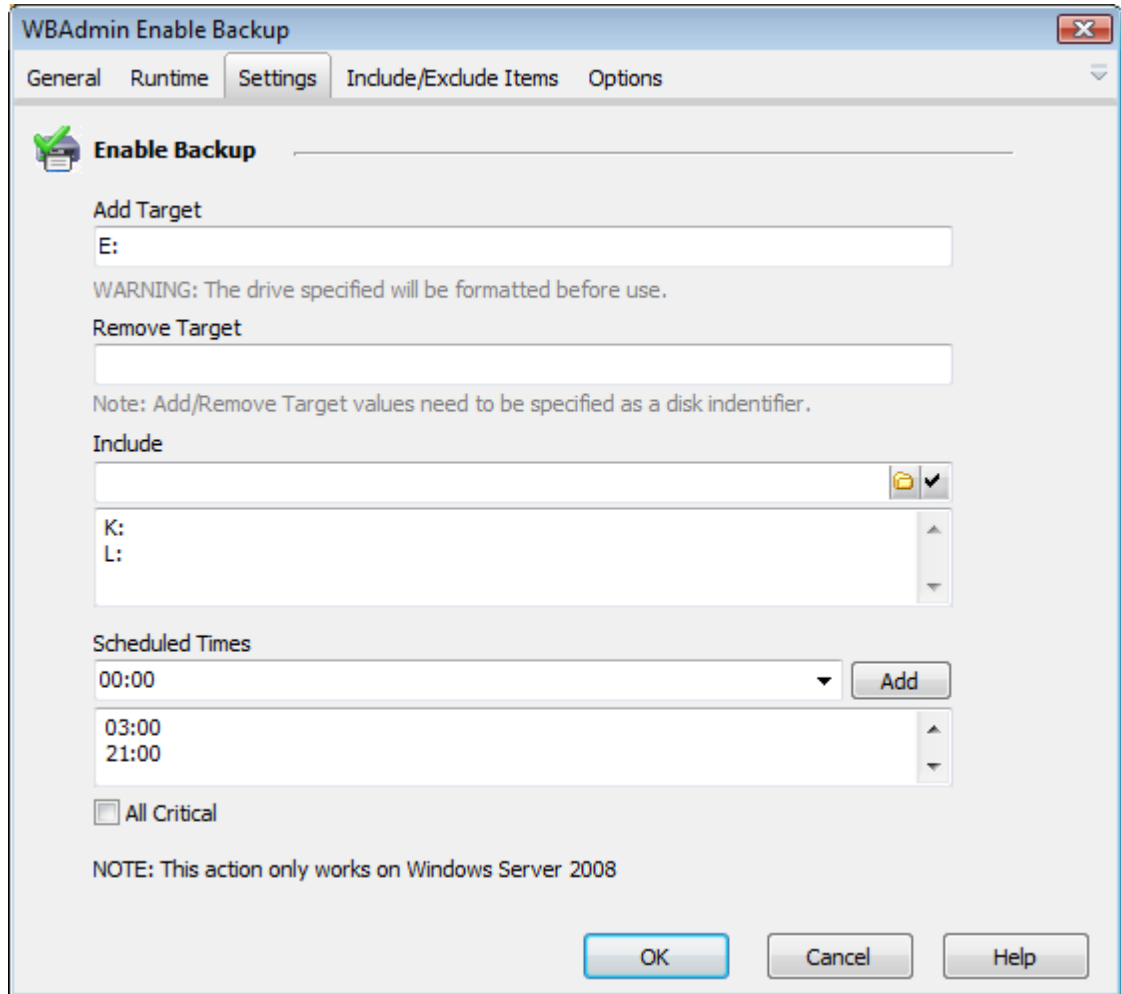 WBAdmin Enable Backup
General Runtime Settings Include/Exclude Items Options
Enable Backup
Add Target
E:
WARNING: The drive specified will be formatted before use.
Remove Target
Note: Add/Remove Target values need to be specified as a disk indentifier.
Include
K:
L:
Scheduled Times
00:00 Add
03:00
21:00
All Critical
NOTE: This action only works on Windows Server 2008
OK Cancel Help